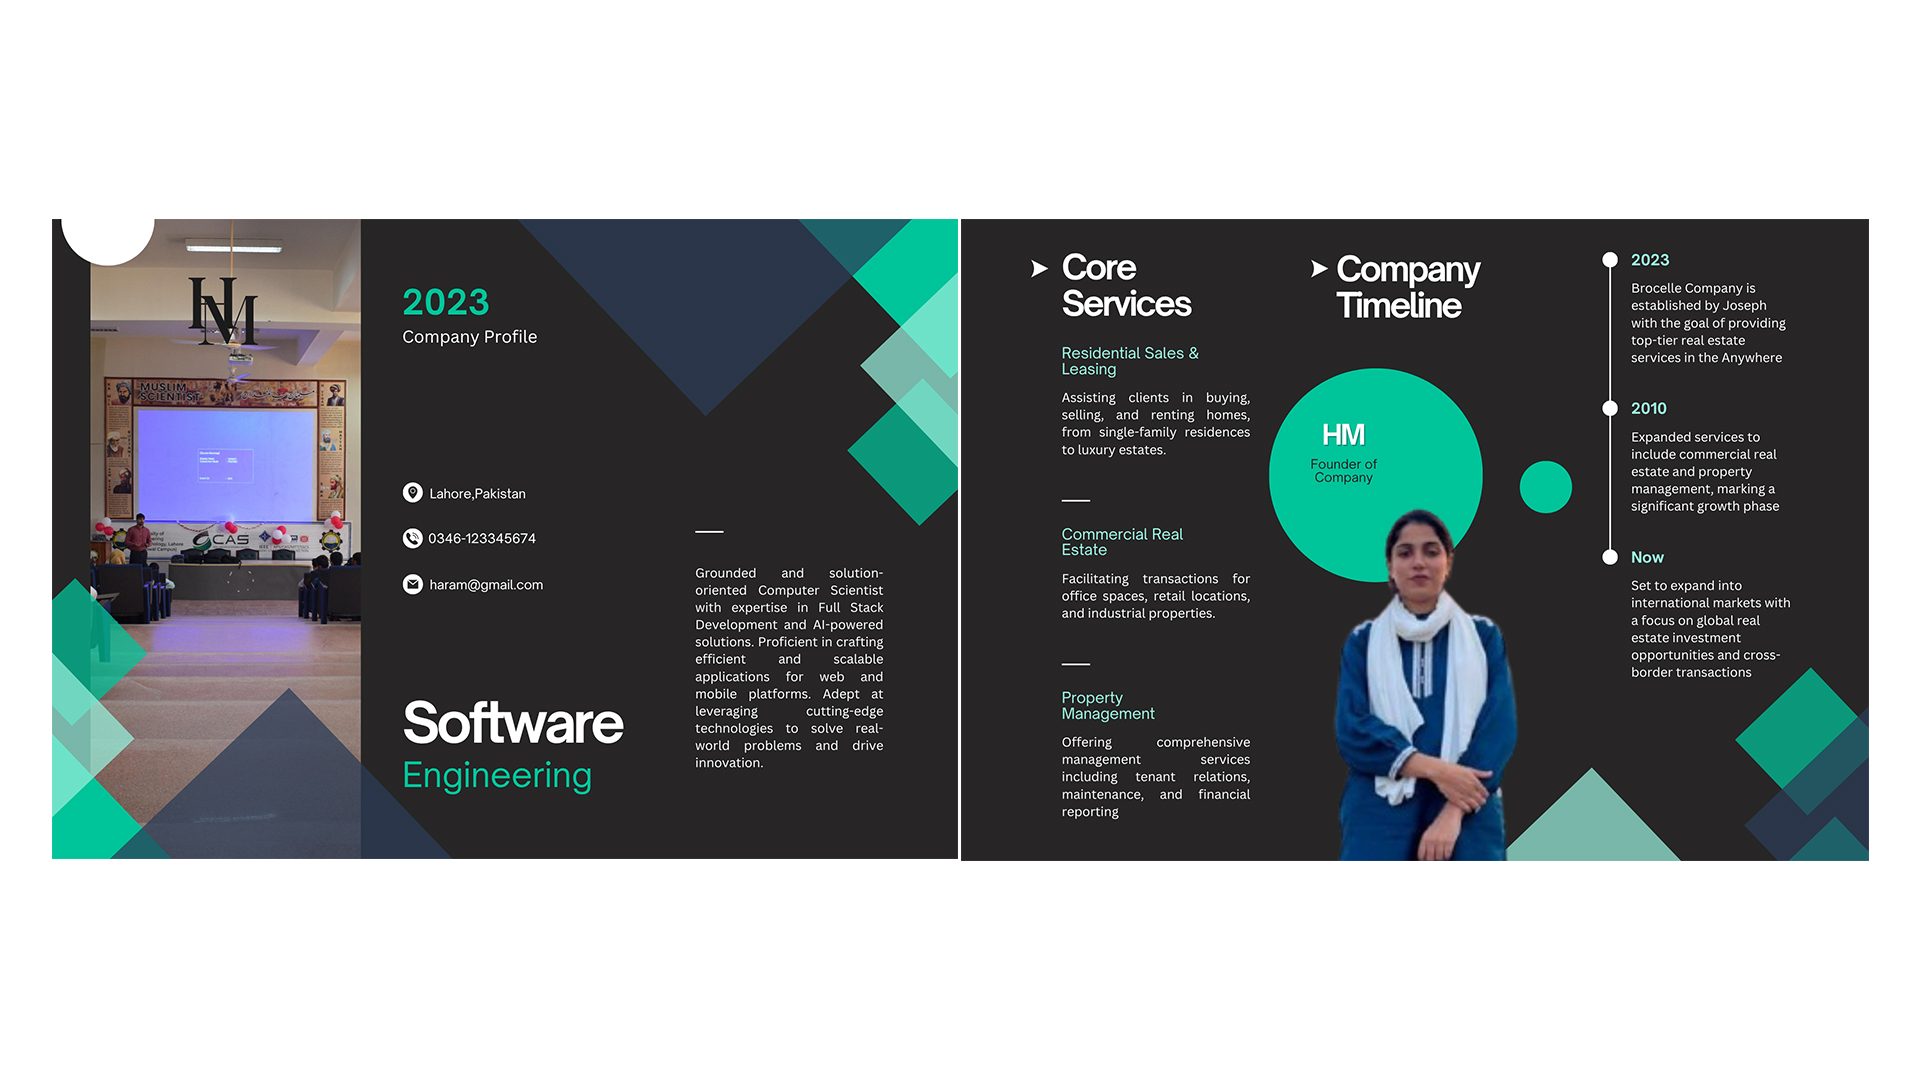 HM
MUSLIM
SCIENTIST
CAS
2023
Company Profile
Lahore,Pakistan
0346-123345674
haram@gmail.com
Software
Engineering
Grounded and solution-
oriented Computer Scientist
with expertise in Full Stack
Development and AI-powered
solutions. Proficient in crafting
efficient and scalable
applications for web and
mobile platforms. Adept at
leveraging cutting-edge
technologies to solve real-
world problems and drive
innovation.
Core
Services
Residential Sales &
Leasing
Assisting clients in buying,
selling, and renting homes,
from single-family residences
to luxury estates.
Commercial Real
Estate
Facilitating transactions for
office spaces, retail locations,
and industrial properties.
Property
Management
Offering comprehensive
management services
including tenant relations,
maintenance, and financial
reporting
Company
Timeline
HM
Founder of
Company
2023
Brocelle Company is
established by Joseph
with the goal of providing
top-tier real estate
services in the Anywhere
2010
Expanded services to
include commercial real
estate and property
management, marking a
significant growth phase
Now
Set to expand into
international markets with
a focus on global real
estate investment
opportunities and cross-
border transactions